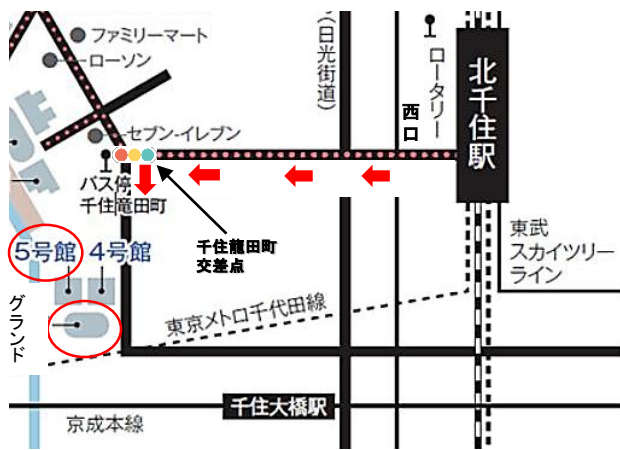 ファミリーマート
ローソン
セブン-イレブン
バス停
千住竜田町
(日光街道)
ロータリー
西口
北千住駅
千住龍田町
交差点
東武
スカイツリー
ライン
5号館
4号館
グランド
東京メトロ千代田線
千住大橋駅
京成本線